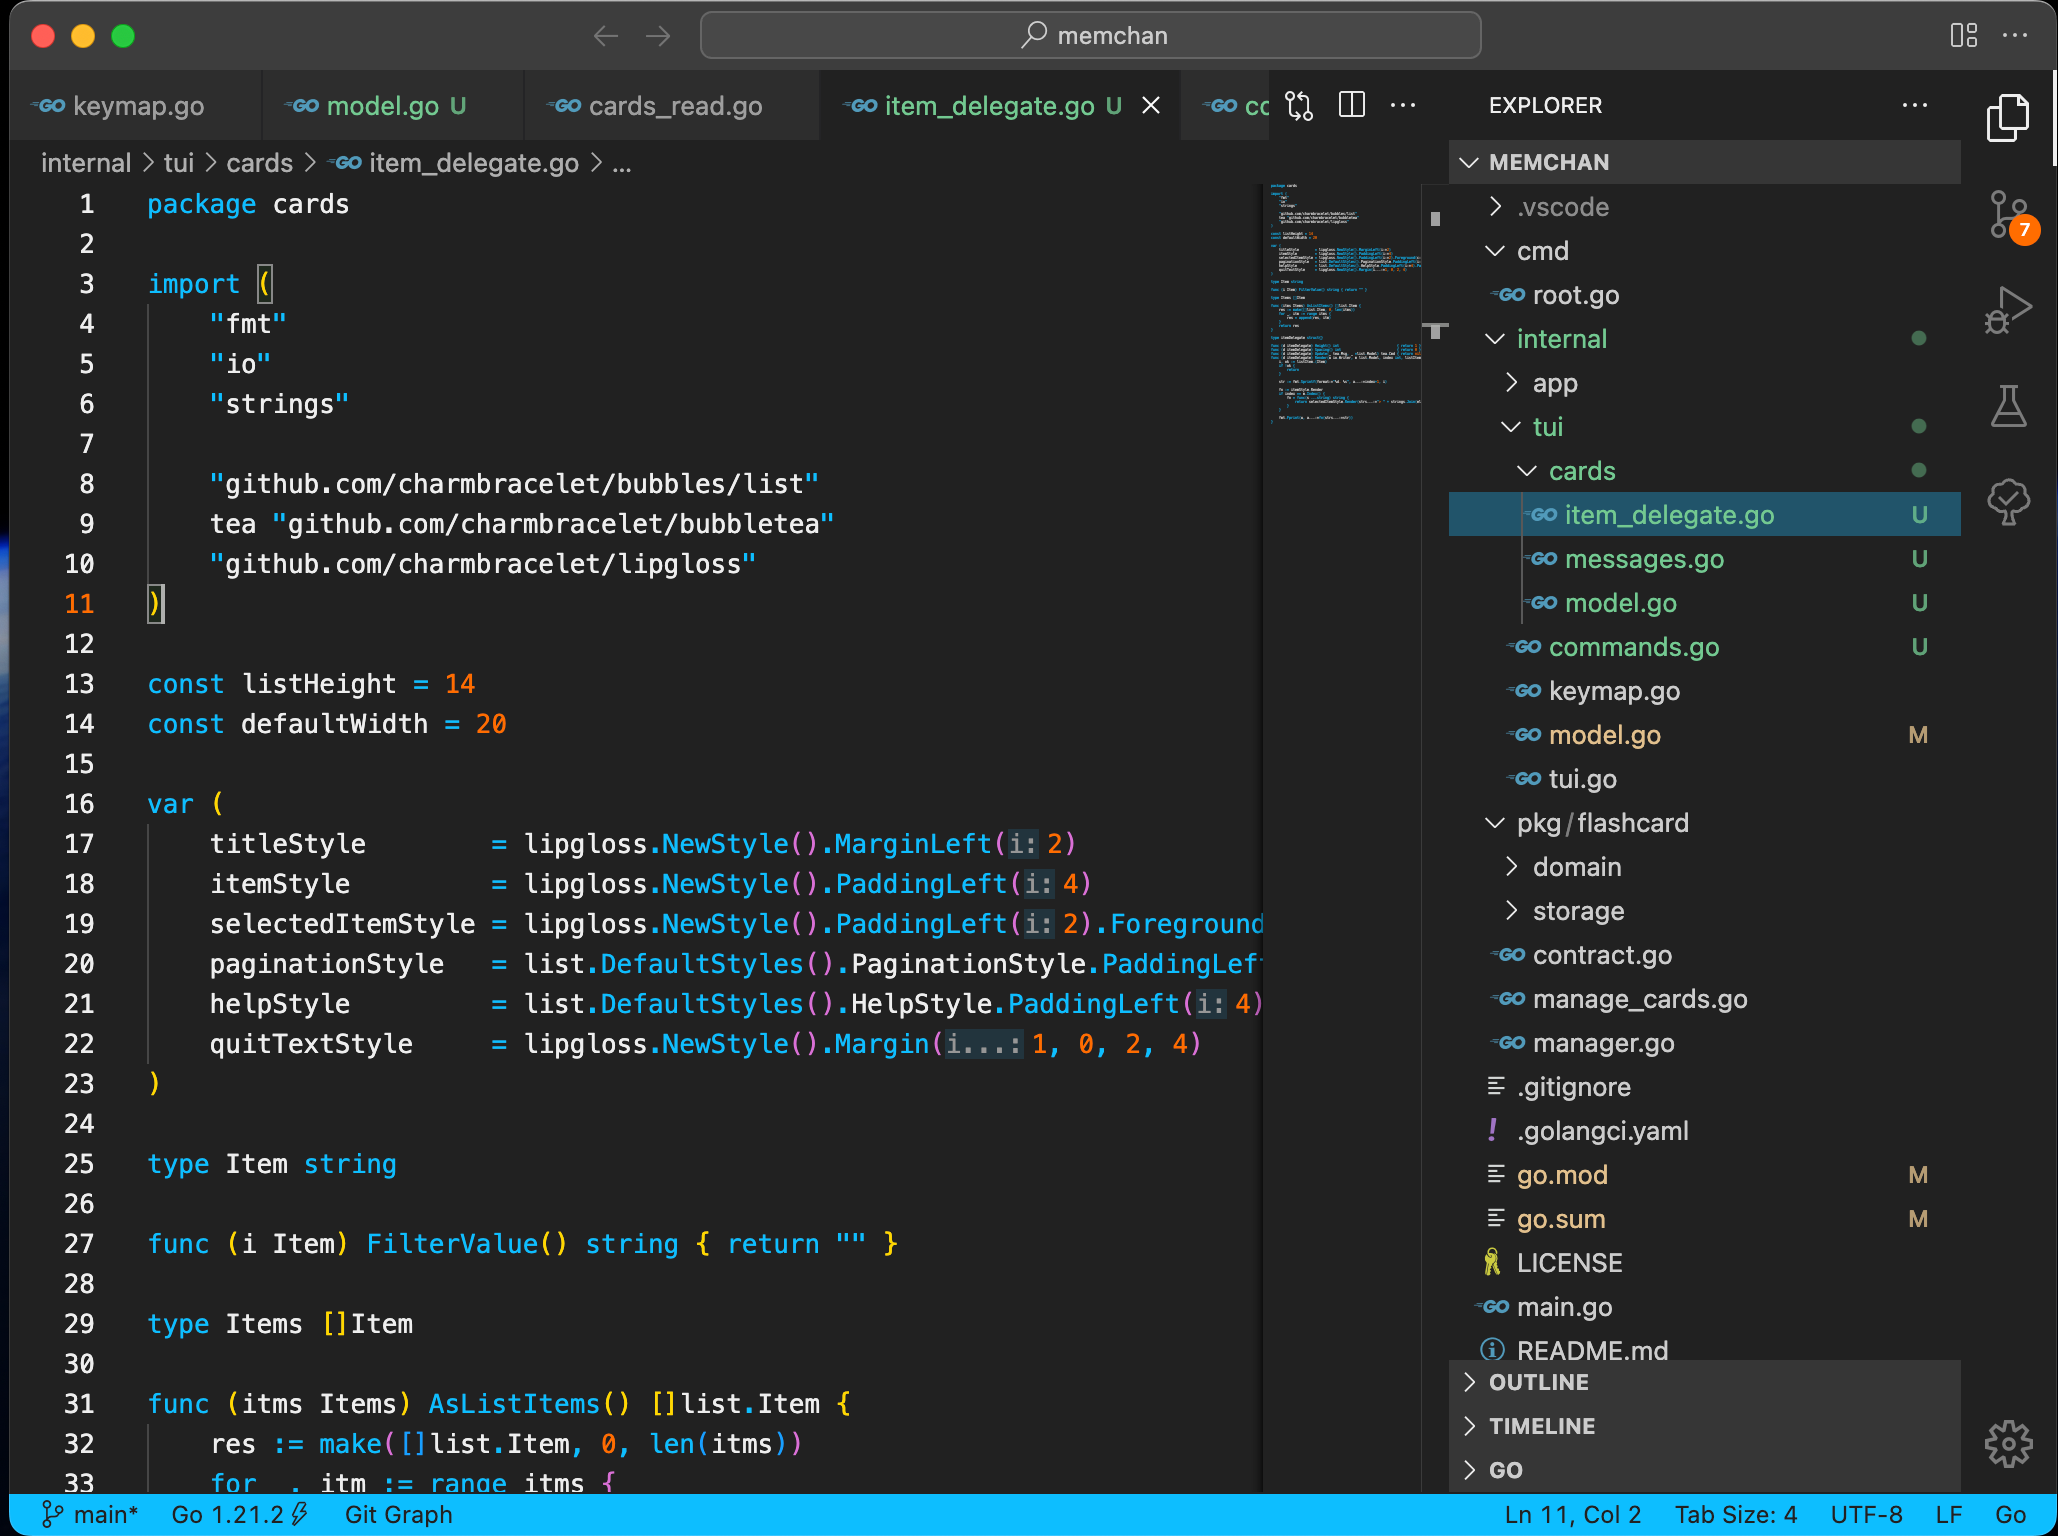 memchan
keymap.go
model.go U
cards_read.go
item_delegate.go U
internal > tui > cards > item_delegate.go > ...
1 package cards
2
3 import (
4 "fmt"
5 "io"
6 "strings"
7
8 "github.com/charmbracelet/bubbles/list"
9 tea "github.com/charmbracelet/bubbletea"
10 "github.com/charmbracelet/lipgloss"
11 )
12
13 const listHeight = 14
14 const defaultWidth = 20
15
16 var (
17 titleStyle = lipgloss.NewStyle().MarginLeft(i: 2)
18 itemStyle = lipgloss.NewStyle().PaddingLeft(i: 4)
19 selectedItemStyle = lipgloss.NewStyle().PaddingLeft(i: 2).Foreground
20 paginationStyle = list.DefaultStyles().PaginationStyle.PaddingLeft
21 helpStyle = list.DefaultStyles().HelpStyle.PaddingLeft(i: 4)
22 quitTextStyle = lipgloss.NewStyle().Margin(i...: 1, 0, 2, 4)
23 )
24
25 type Item string
26
27 func (i Item) FilterValue() string { return "" }
28
29 type Items []Item
30
31 func (itms Items) AsListItems() []list.Item {
32 res := make([]list.Item, 0, len(itms))
33 for _, itm := range itms {
EXPLORER
MEMCHAN
.vscode
cmd
root.go
internal
app
tui
cards
item_delegate.go U
messages.go U
model.go U
commands.go U
keymap.go
model.go M
tui.go
pkg/flashcard
domain
storage
contract.go
manage_cards.go
manager.go
.gitignore
.golangci.yaml
go.mod M
go.sum M
LICENSE
main.go
README.md
OUTLINE
TIMELINE
GO
7
main* Go 1.21.2 Git Graph
Ln 11, Col 2 Tab Size: 4 UTF-8 LF Go